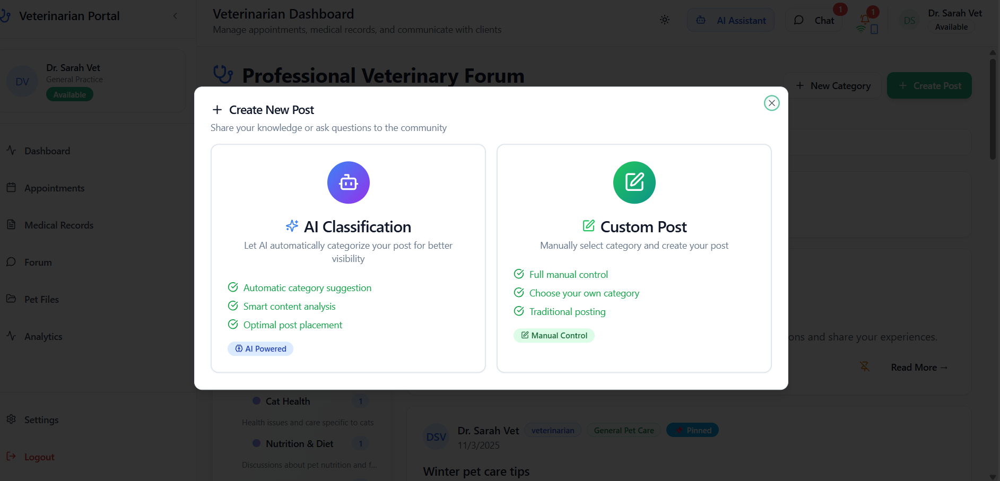 Veterinarian Portal
Dr. Sarah Vet
DV
General Practice
Available
Dashboard
Appointments
Medical Records
Forum
Pet Files
Analytics
Settings
Logout
Veterinarian Dashboard
Manage appointments, medical records, and communicate with clients
AI Assistant
Chat
1
1
DS
Dr. Sarah Vet
Available
Professional Veterinary Forum
New Category
Create Post
Create New Post
Share your knowledge or ask questions to the community
AI Classification
Let AI automatically categorize your post for better
visibility
Automatic category suggestion
Smart content analysis
Optimal post placement
AI Powered
Custom Post
Manually select category and create your post
Full manual control
Choose your own category
Traditional posting
Manual Control
ons and share your experiences.
Read More →
Cat Health 1
Health issues and care specific to cats
Nutrition & Diet 1
Discussions about pet nutrition and f...
DSV
Dr. Sarah Vet veterinarian General Pet Care Pinned
11/3/2025
Winter pet care tips